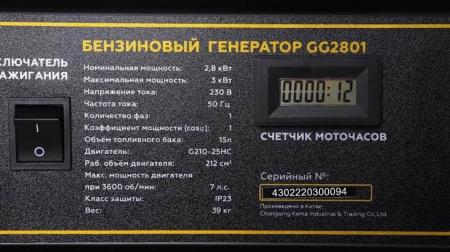 БЕНЗИНОВЫЙ ГЕНЕРАТОР GG2801
КЛЮЧАТЕЛЬ
АЖИГАНИЯ
Номинальная мощность: 2,8 кВт
Максимальная мощность: 3 кВт
Напряжение тока: 230 В
Частота тока: 50 Гц
Количество фаз: 1
Коэффициент мощности (cosφ): 1
Объём топливного бака: 15л
Двигатель: G210-25HC
Раб. объём двигателя: 212 см³
Макс. мощность двигателя
при 3600 об/мин: 7 л.с.
Класс защиты: IP23
Вес: 39 кг
0000:12
СЧЕТЧИК МОТОЧАСОВ
Серийный №:
4302220300094
Произведено в Китае
Chongqing Kema Industrial & Trading Co,Ltd.